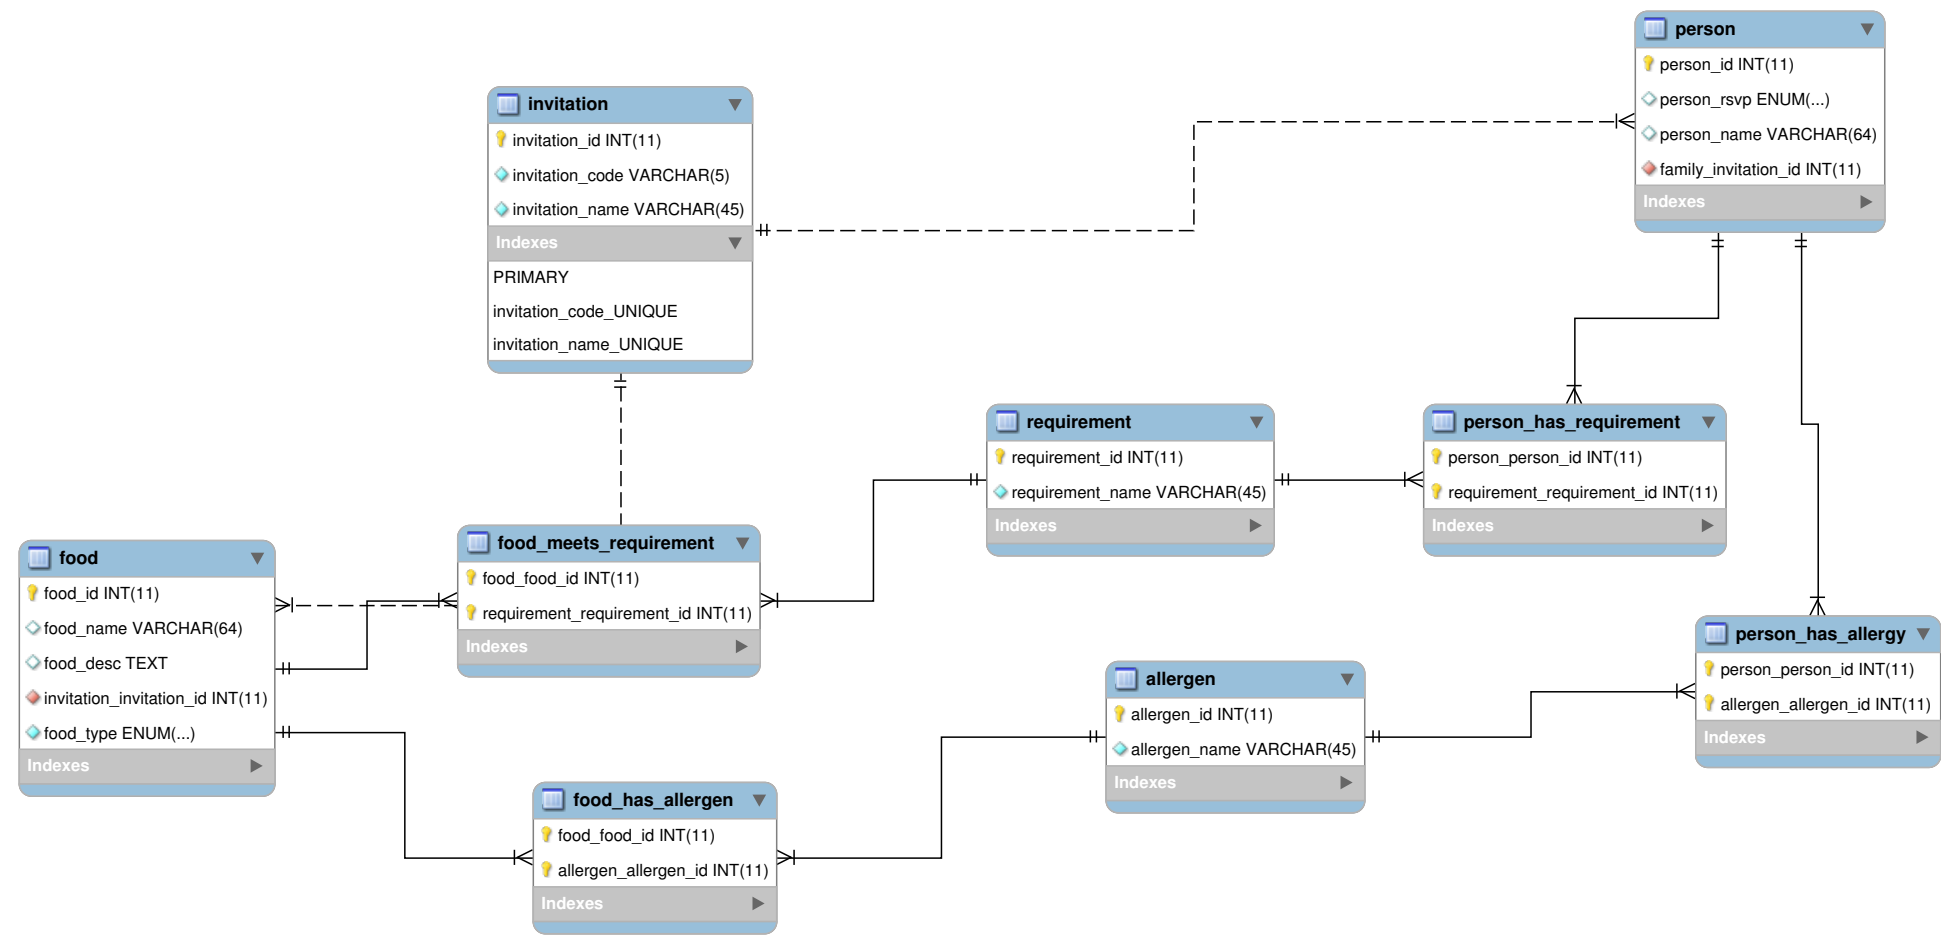 person
person_id INT(11)
person_rsvp ENUM(...)
person_name VARCHAR(64)
family_invitation_id INT(11)
Indexes
invitation
invitation_id INT(11)
invitation_code VARCHAR(5)
invitation_name VARCHAR(45)
Indexes
PRIMARY
invitation_code_UNIQUE
invitation_name_UNIQUE
requirement
requirement_id INT(11)
requirement_name VARCHAR(45)
Indexes
person_has_requirement
person_person_id INT(11)
requirement_requirement_id INT(11)
Indexes
food
food_id INT(11)
food_name VARCHAR(64)
food_desc TEXT
invitation_invitation_id INT(11)
food_type ENUM(...)
Indexes
food_meets_requirement
food_food_id INT(11)
requirement_requirement_id INT(11)
Indexes
person_has_allergy
person_person_id INT(11)
allergen_allergen_id INT(11)
Indexes
allergen
allergen_id INT(11)
allergen_name VARCHAR(45)
Indexes
food_has_allergen
food_food_id INT(11)
allergen_allergen_id INT(11)
Indexes